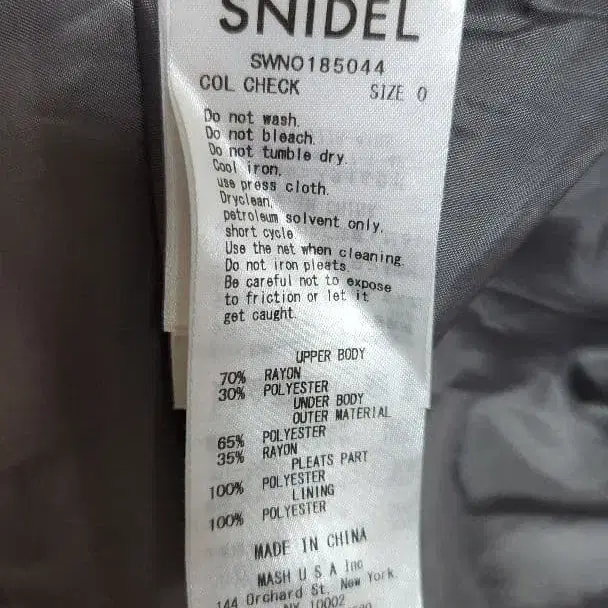 SNIDEL
SWNO185044
COL CHECK SIZE 0
Do not wash.
Do not bleach.
Do not tumble dry.
Cool iron.
use press cloth.
Dryclean,
petroleum solvent only,
short cycle
Use the net when cleaning.
Do not iron pleats.
Be careful not to expose
to friction or let it
get caught.
UPPER BODY
70% RAYON
30% POLYESTER
UNDER BODY
OUTER MATERIAL
65% POLYESTER
35% RAYON
PLEATS PART
100% POLYESTER
LINING
100% POLYESTER
MADE IN CHINA
MASH U S A Inc
144 Orchard St. New York.
NY 10002